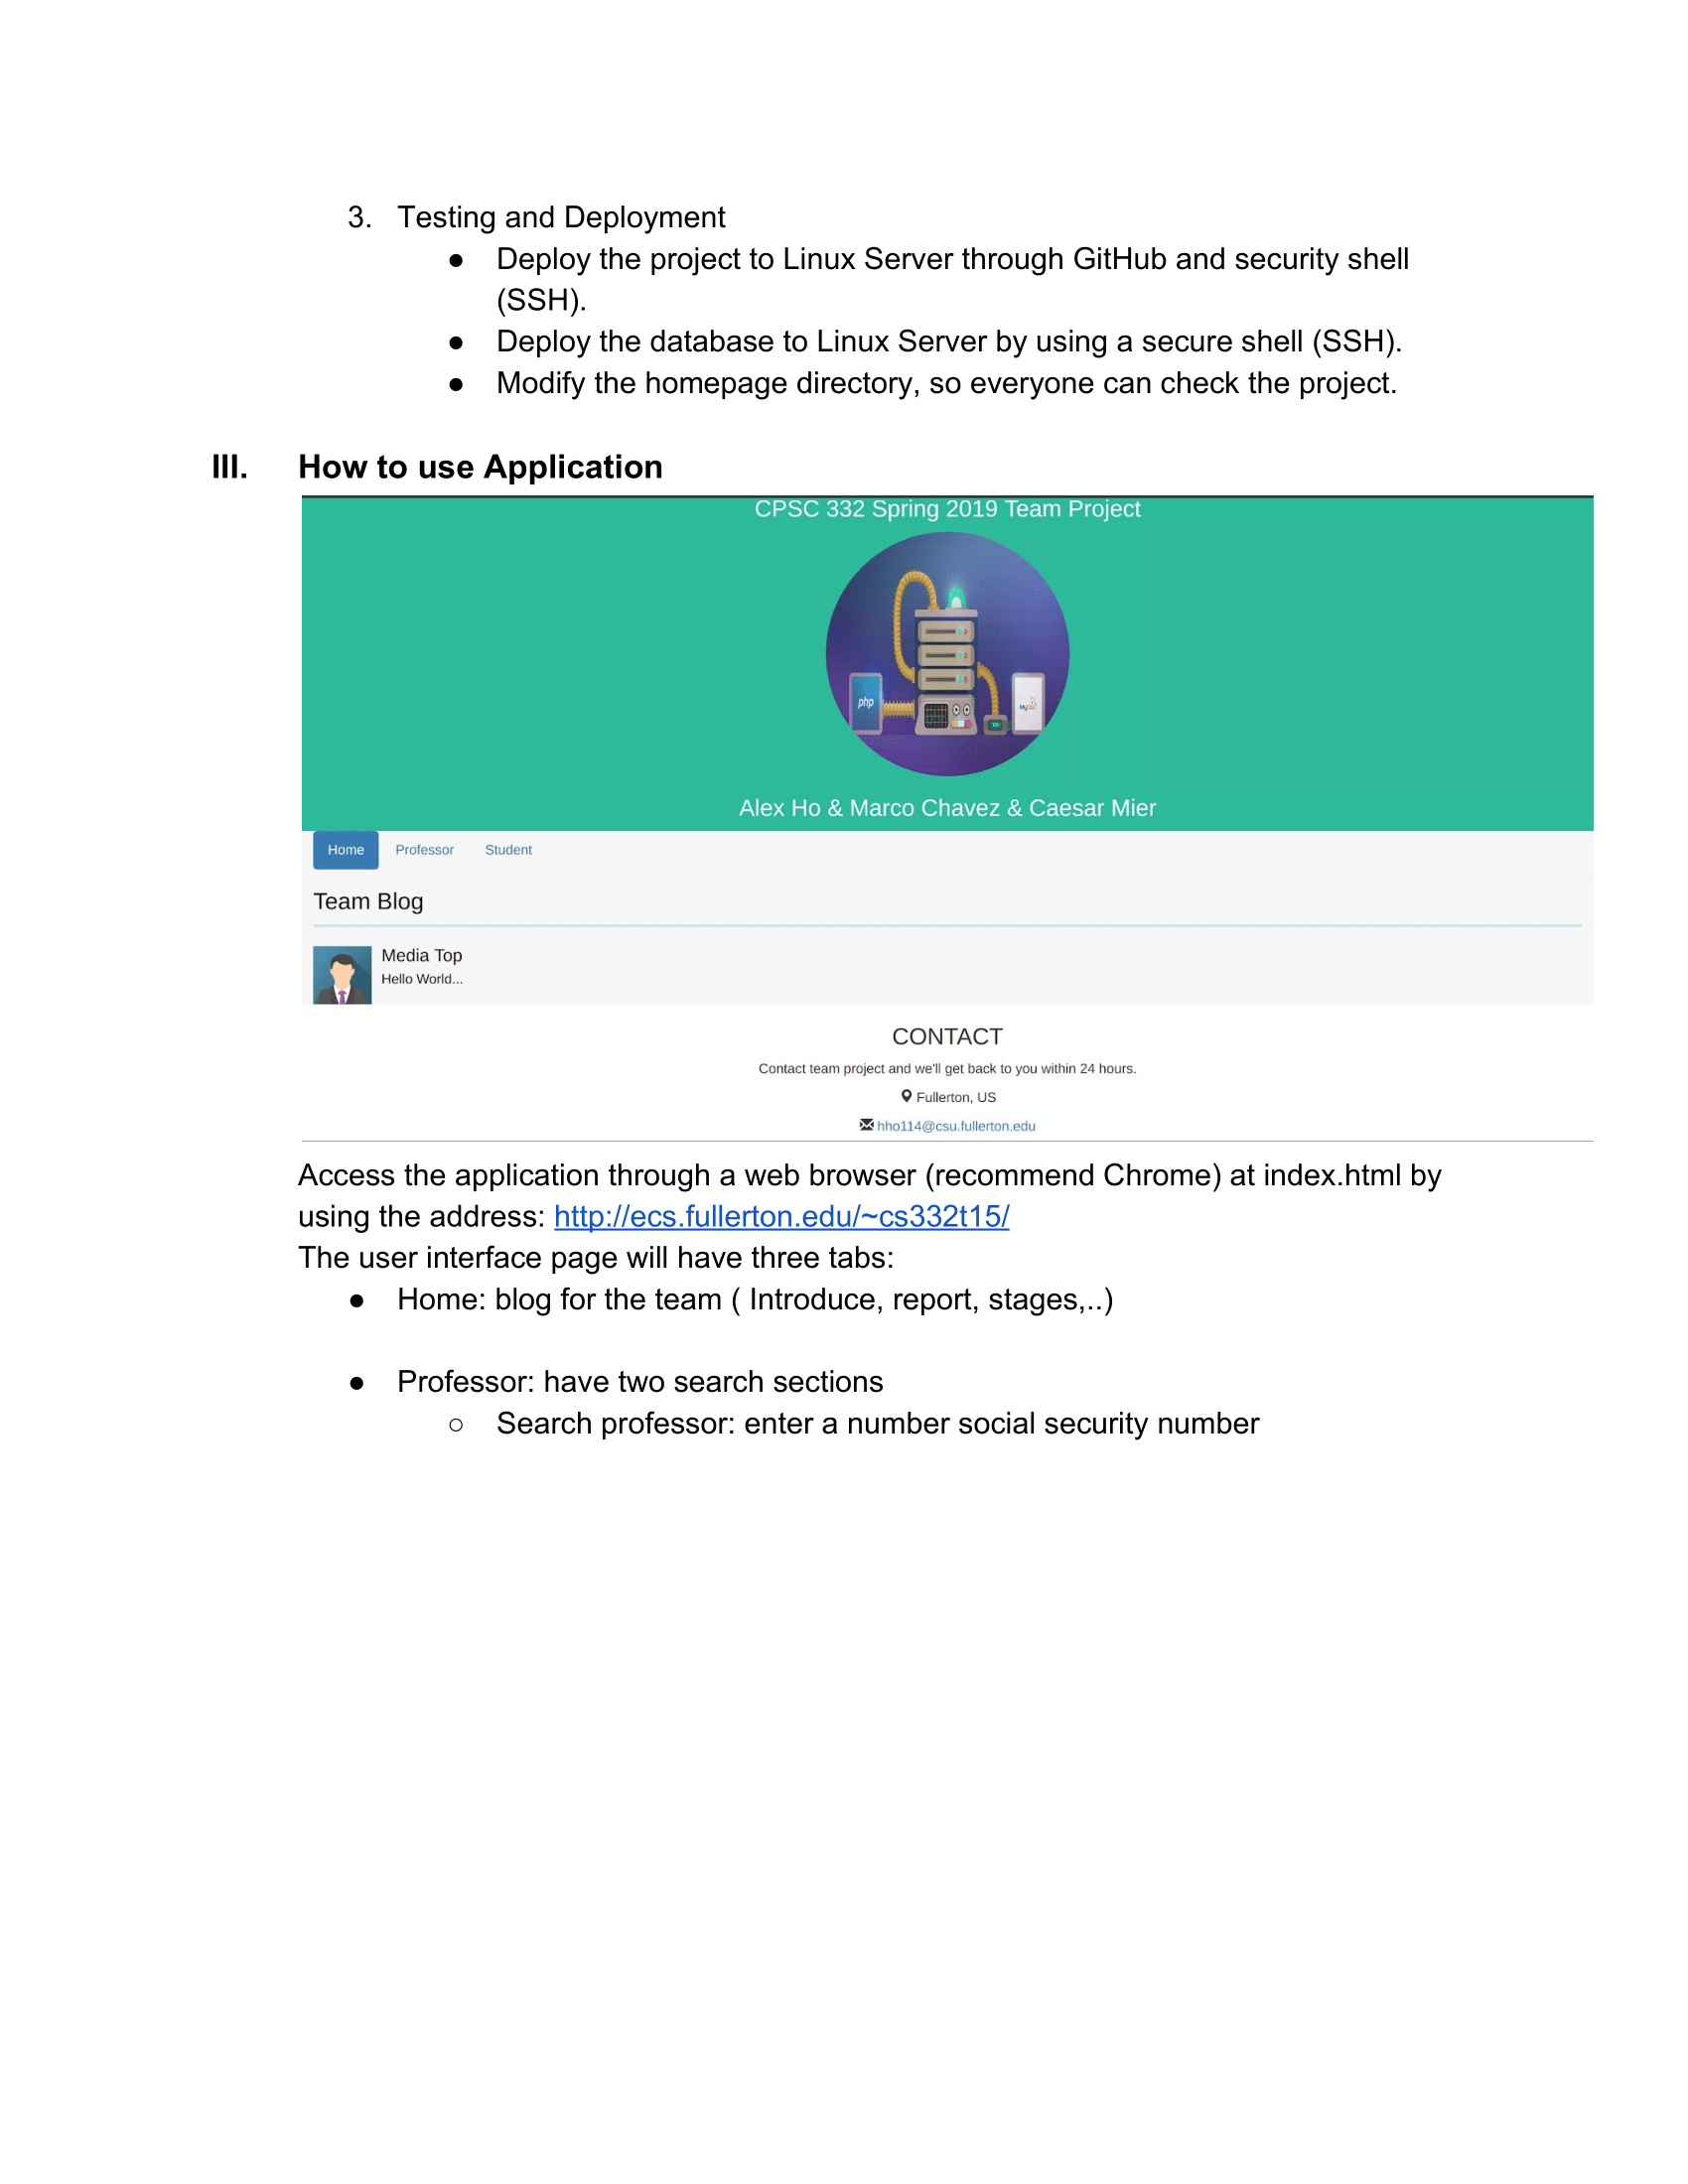 3. Testing and Deployment
● Deploy the project to Linux Server through GitHub and security shell
(SSH).
● Deploy the database to Linux Server by using a secure shell (SSH).
● Modify the homepage directory, so everyone can check the project.
III. How to use Application
CPSC 332 Spring 2019 Team Project
php
MySQL
Alex Ho & Marco Chavez & Caesar Mier
Home Professor Student
Team Blog
Media Top
Hello World...
CONTACT
Contact team project and we'll get back to you within 24 hours.
Fullerton, US
hho114@csu.fullerton.edu
Access the application through a web browser (recommend Chrome) at index.html by
using the address: http://ecs.fullerton.edu/~cs332t15/
The user interface page will have three tabs:
● Home: blog for the team ( Introduce, report, stages,..)
● Professor: have two search sections
○ Search professor: enter a number social security number